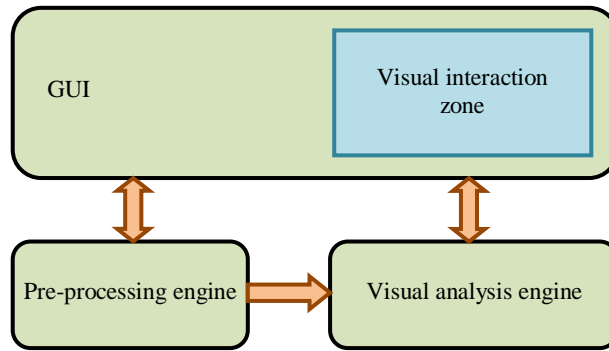 GUI
Visual interaction
zone
Pre-processing engine
Visual analysis engine